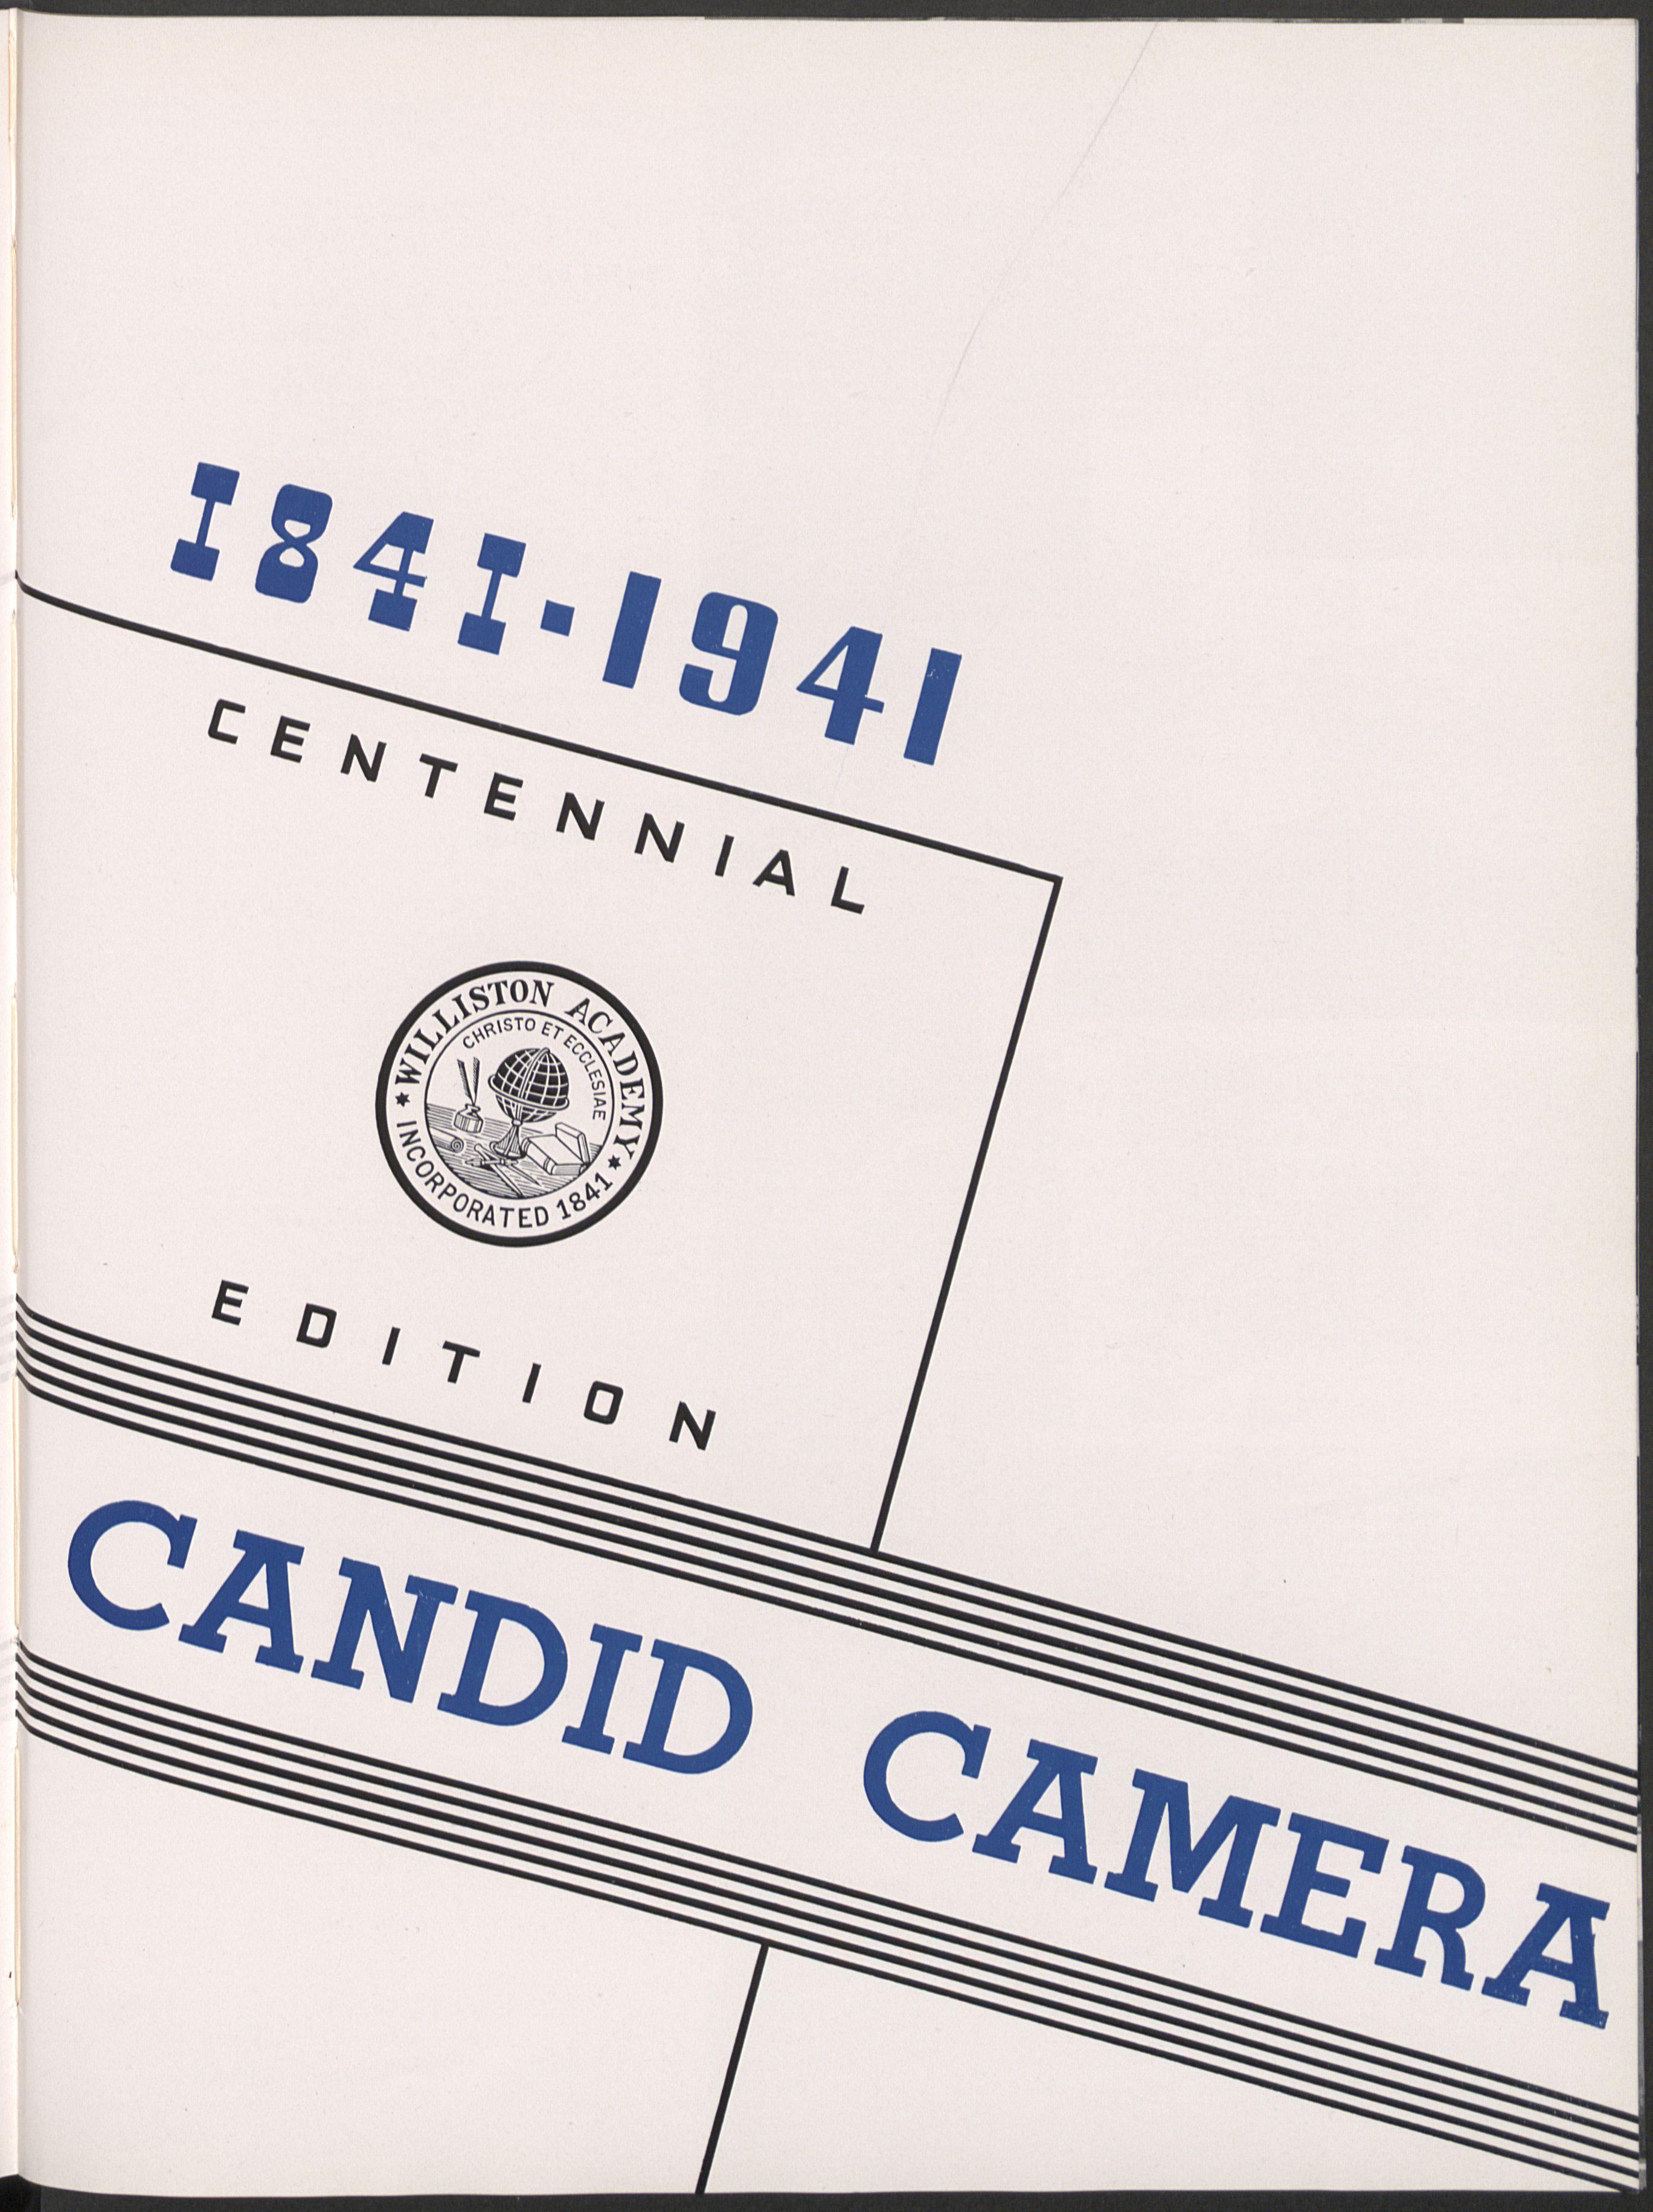 1841-1941
CENTENNIAL
WILLISTON ACADEMY
CHRISTO ET ECCLESIAE
INCORPORATED 1841
EDITION
CANDID CAMERA